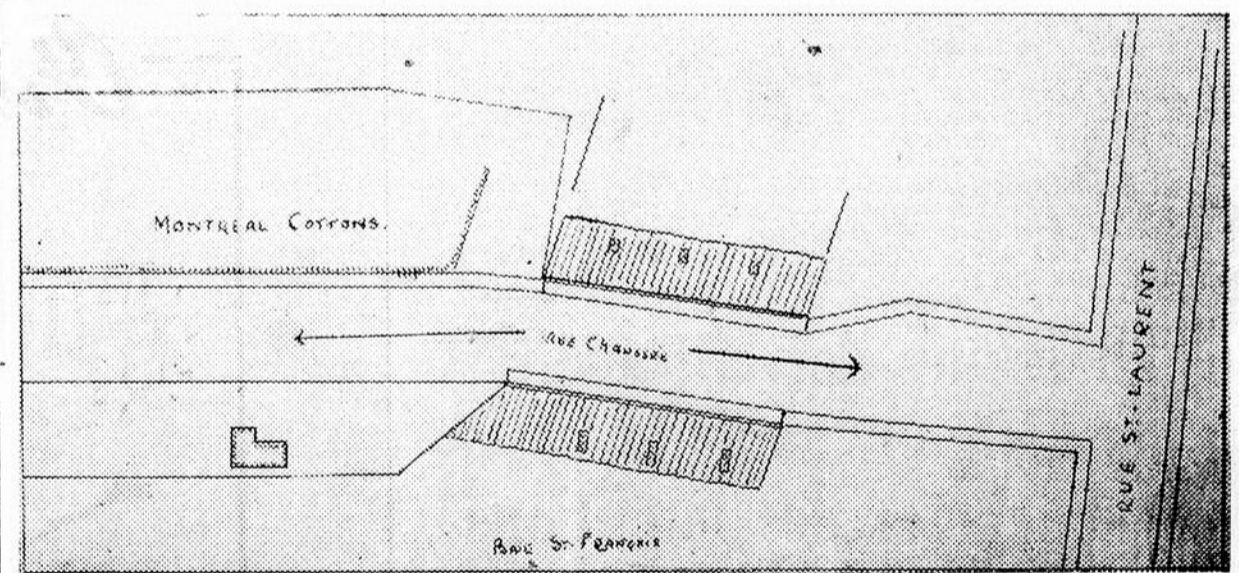 MONTREAL COTTONS.
RUE CHAUSSÉE
RUE ST-LAURENT
BAIE ST-FRANÇOIS